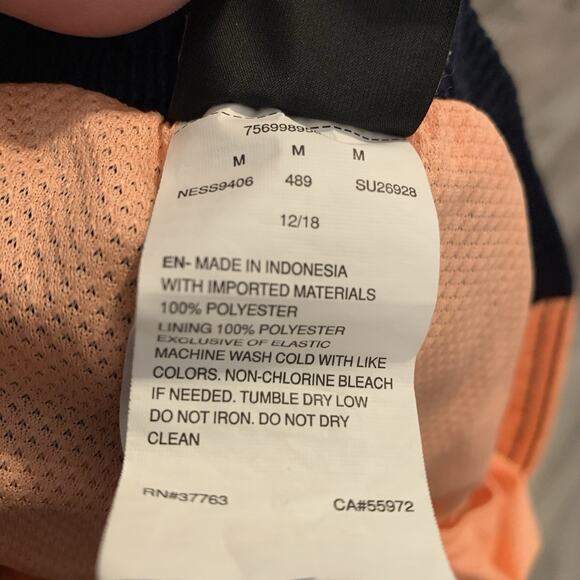 M M M
NESS9406 489 SU26928
12/18
EN- MADE IN INDONESIA
WITH IMPORTED MATERIALS
100% POLYESTER
LINING 100% POLYESTER
EXCLUSIVE OF ELASTIC
MACHINE WASH COLD WITH LIKE
COLORS. NON-CHLORINE BLEACH
IF NEEDED. TUMBLE DRY LOW
DO NOT IRON. DO NOT DRY
CLEAN
RN#37763 CA#55972